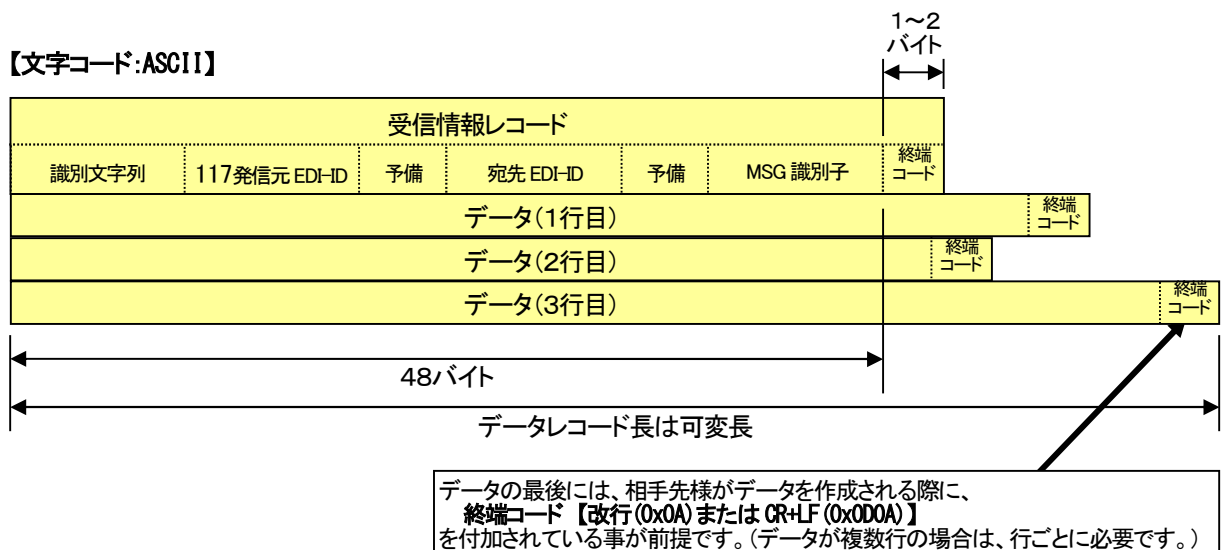 1～2
バイト
【文字コード:ASCII】
受信情報レコード
識別文字列 117発信元 EDI-ID 予備 宛先 EDI-ID 予備 MSG 識別子 終端コード
データ(1行目) 終端コード
データ(2行目) 終端コード
データ(3行目) 終端コード
48バイト
データレコード長は可変長
データの最後には、相手先様がデータを作成される際に、
終端コード 【改行(0x0A)または CR+LF(0x0D0A)】
を付加されている事が前提です。(データが複数行の場合は、行ごとに必要です。)